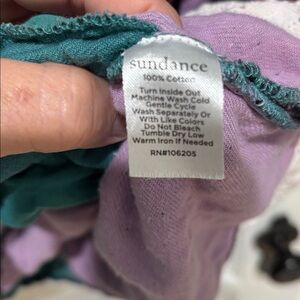 sundance
100% Cotton
Turn Inside Out
Machine Wash Cold
Gentle Cycle
Wash Separately Or
With Like Colors
Do Not Bleach
Tumble Dry Low
Warm Iron If Needed
RN#106205